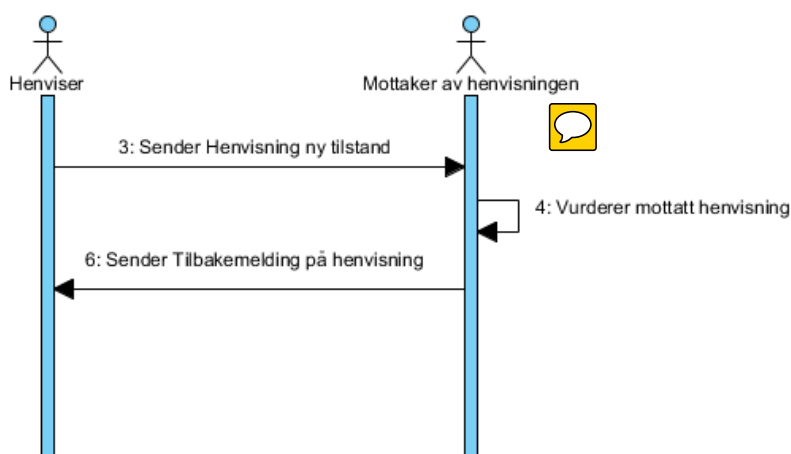 Henviser
Mottaker av henvisningen
3: Sender Henvisning ny tilstand
4: Vurderer mottatt henvisning
6: Sender Tilbakemelding på henvisning